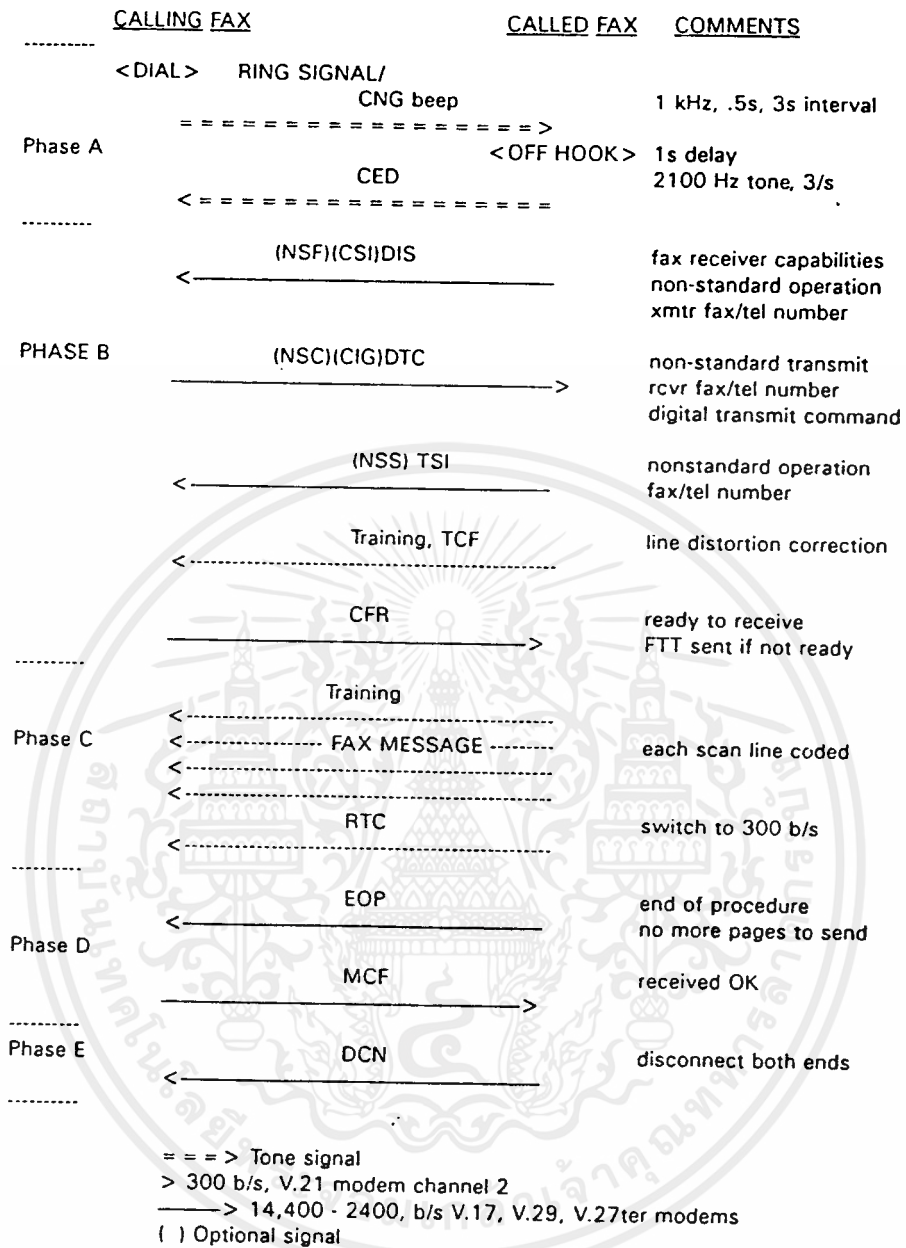 CALLING FAX CALLED FAX COMMENTS
<DIAL> RING SIGNAL/
CNG beep 1 kHz, .5s, 3s interval
= = = = = = = = = = = = = = = = = = >
Phase A <OFF HOOK> 1s delay
CED 2100 Hz tone, 3/s
< = = = = = = = = = = = = = = = = = =
(NSF)(CSI)DIS fax receiver capabilities
non-standard operation
xmtr fax/tel number
PHASE B (NSC)(CIG)DTC non-standard transmit
rcvr fax/tel number
digital transmit command
(NSS) TSI nonstandard operation
fax/tel number
Training, TCF line distortion correction
CFR ready to receive
FTT sent if not ready
Training
Phase C FAX MESSAGE each scan line coded
RTC switch to 300 b/s
EOP end of procedure
no more pages to send
Phase D
MCF received OK
Phase E DCN disconnect both ends
= = = > Tone signal
> 300 b/s, V.21 modem channel 2
———> 14,400 - 2400, b/s V.17, V.29, V.27ter modems
( ) Optional signal